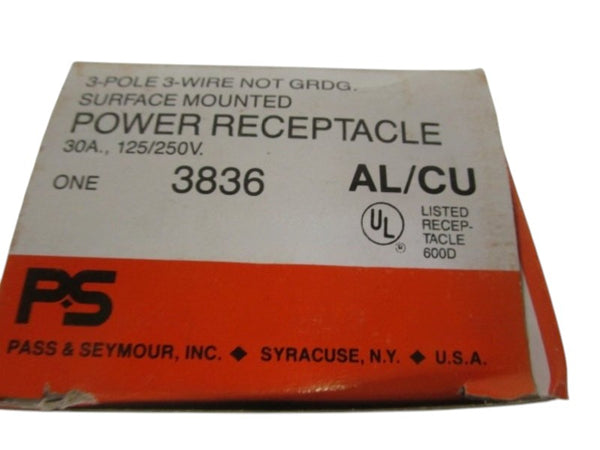 3-POLE 3-WIRE NOT GRDG.
SURFACE MOUNTED
POWER RECEPTACLE
30A., 125/250V.
ONE 3836 AL/CU
UL
®
LISTED
RECEP-
TACLE
600D
P&S
PASS & SEYMOUR, INC. ◆ SYRACUSE, N.Y. ◆ U.S.A.